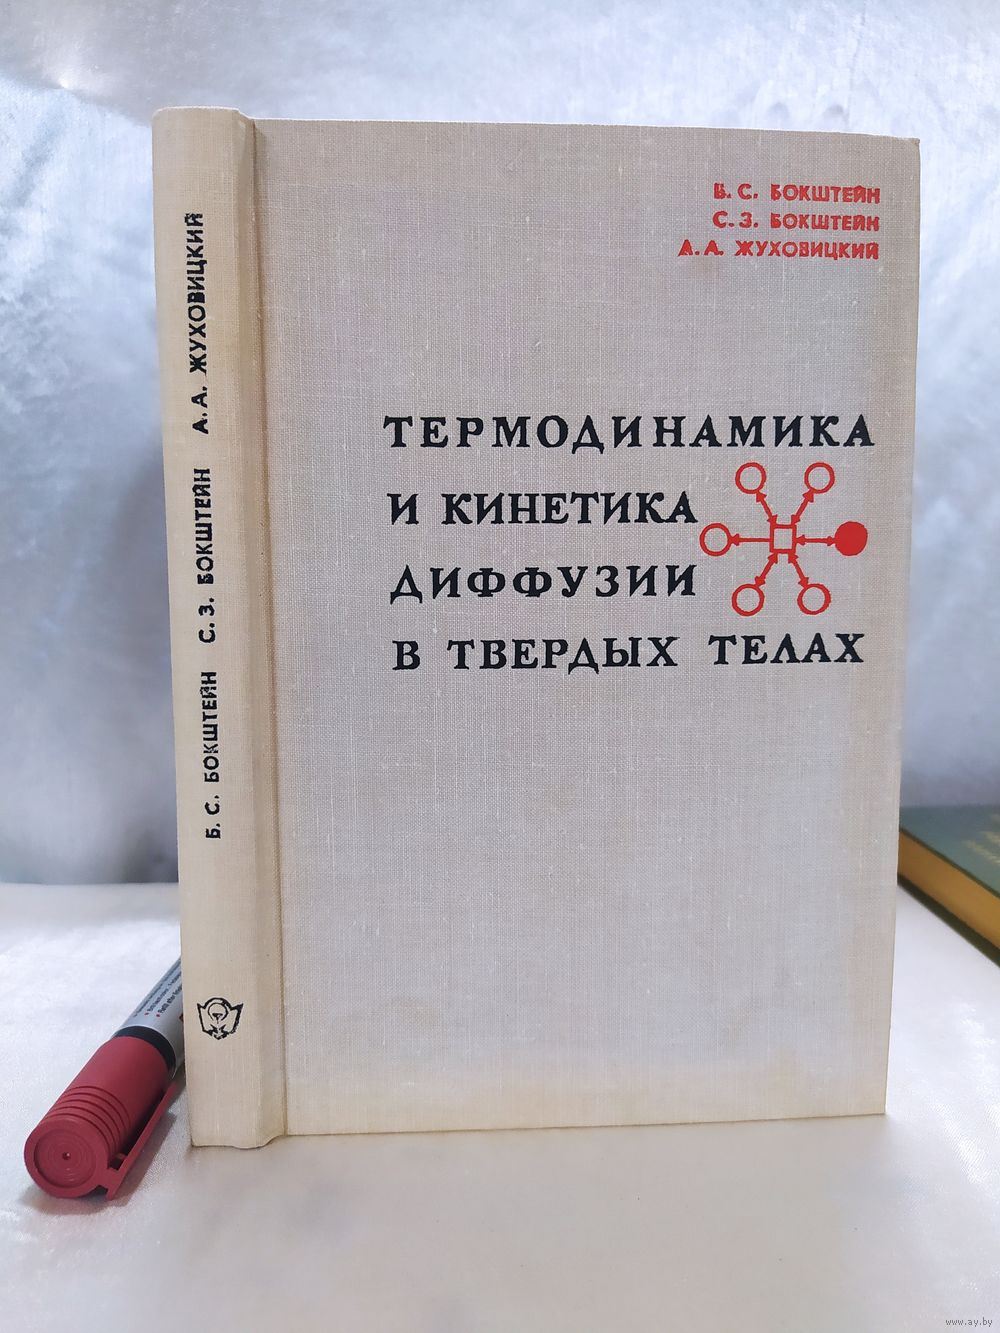 Б. С. БОКШТЕЙН
С. З. БОКШТЕЙН
А. А. ЖУХОВИЦКИЙ
ТЕРМОДИНАМИКА
И КИНЕТИКА
ДИФФУЗИИ
В ТВЕРДЫХ ТЕЛАХ
Б. С. БОКШТЕЙН С. З. БОКШТЕЙН А. А. ЖУХОВИЦКИЙ
www.ay.by